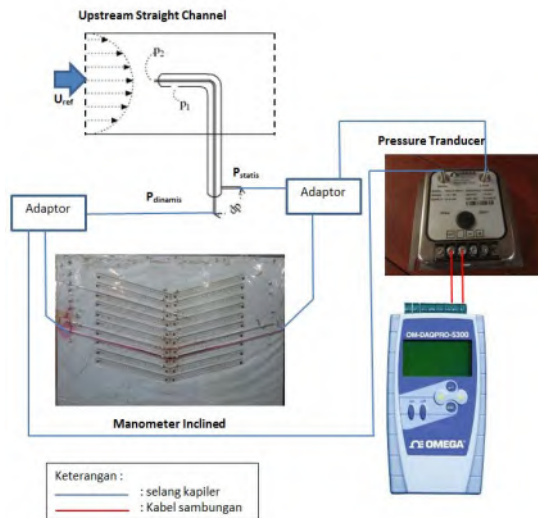 Upstream Straight Channel
P2
P1
Uref
Pressure Tranducer
Pstatis
Pdinamis
dp
Adaptor
Adaptor
OM-DAQPRO-5300
Manometer Inclined
OMEGA
Keterangan :
: selang kapiler
: Kabel sambungan